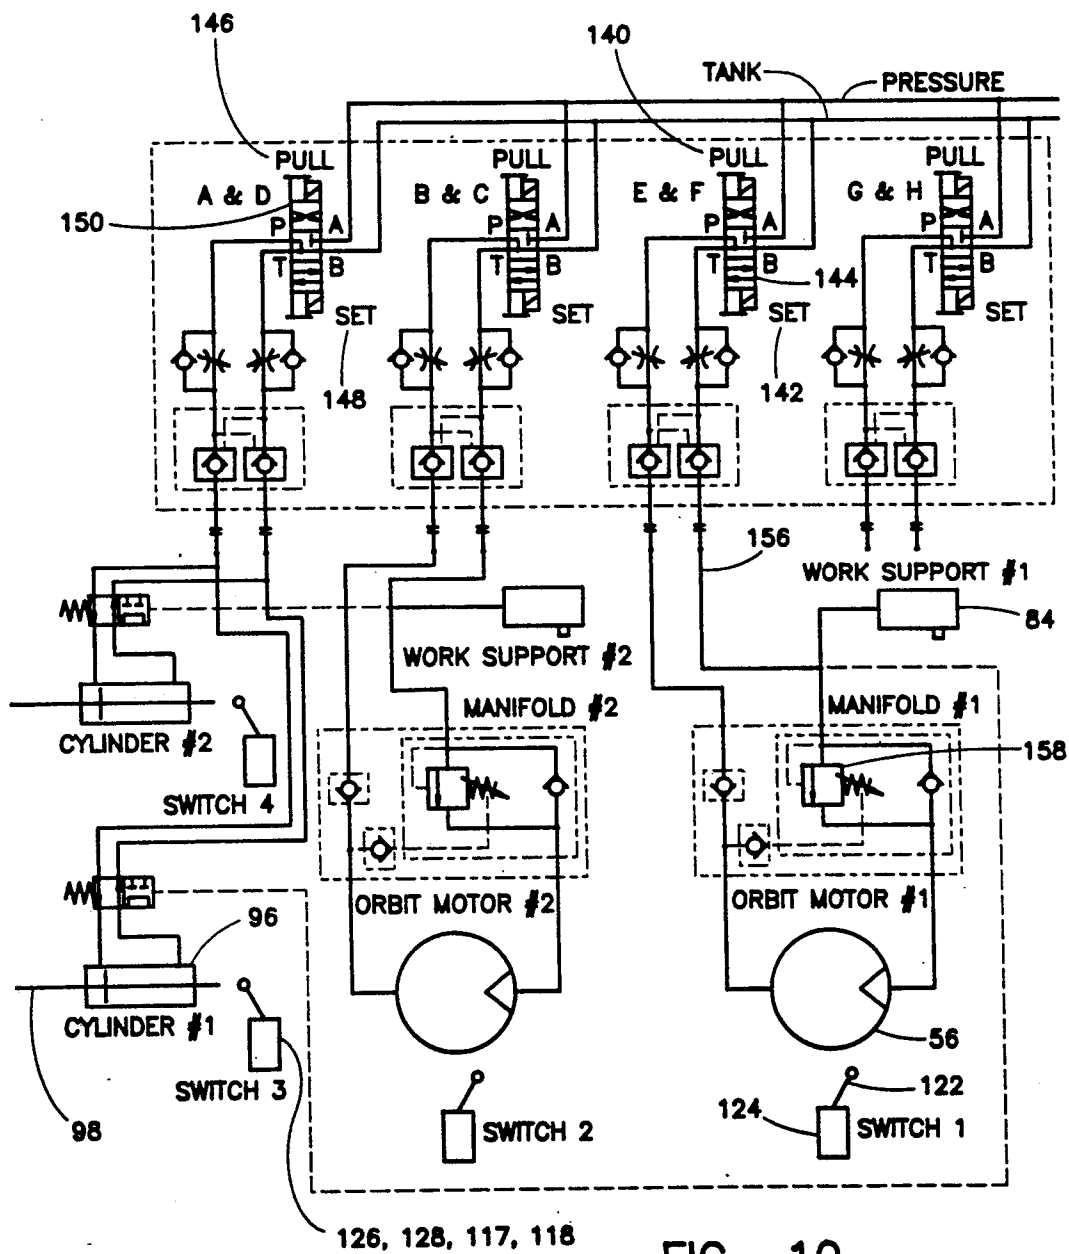 146
140
TANK
PRESSURE
PULL
PULL
PULL
PULL
A & D
B & C
E & F
G & H
150
P A
P A
P A
P A
T B
T B
T B
T B
144
SET
SET
SET
SET
148
142
156
WORK SUPPORT #1
84
WORK SUPPORT #2
MANIFOLD #2
MANIFOLD #1
CYLINDER #2
158
SWITCH 4
ORBIT MOTOR #2
ORBIT MOTOR #1
96
CYLINDER #1
56
SWITCH 3
122
124
98
SWITCH 2
SWITCH 1
126, 128, 117, 118